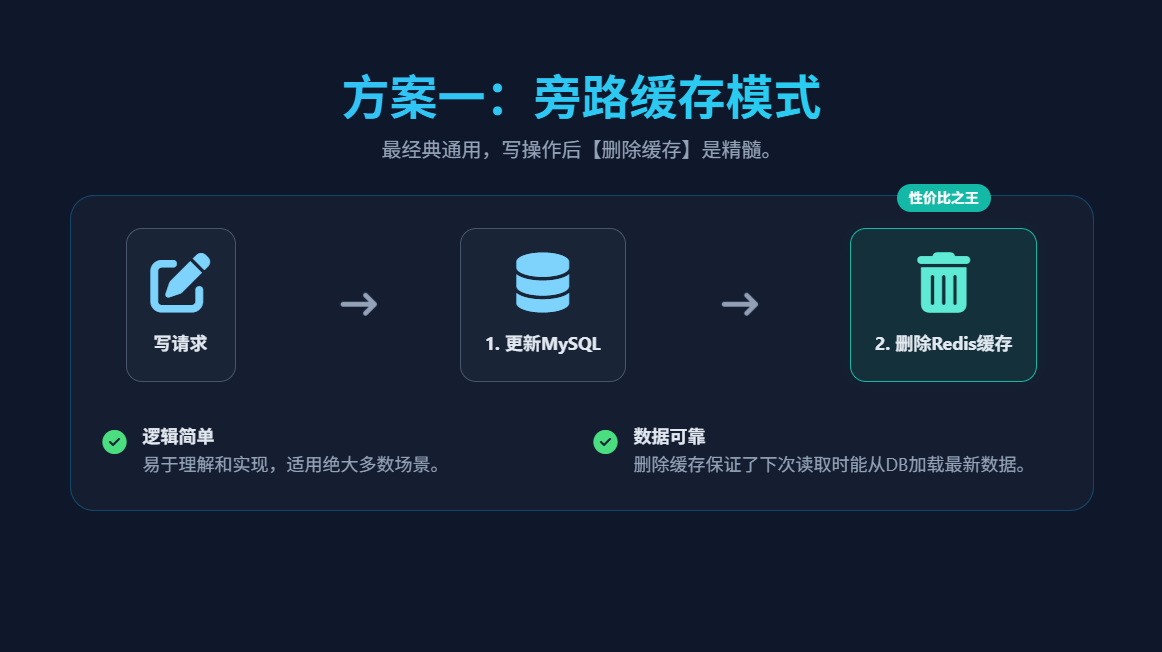 方案一：旁路缓存模式
最经典通用，写操作后【删除缓存】是精髓。
性价比之王
写请求
1. 更新MySQL
2. 删除Redis缓存
逻辑简单
易于理解和实现，适用绝大多数场景。
数据可靠
删除缓存保证了下次读取时能从DB加载最新数据。